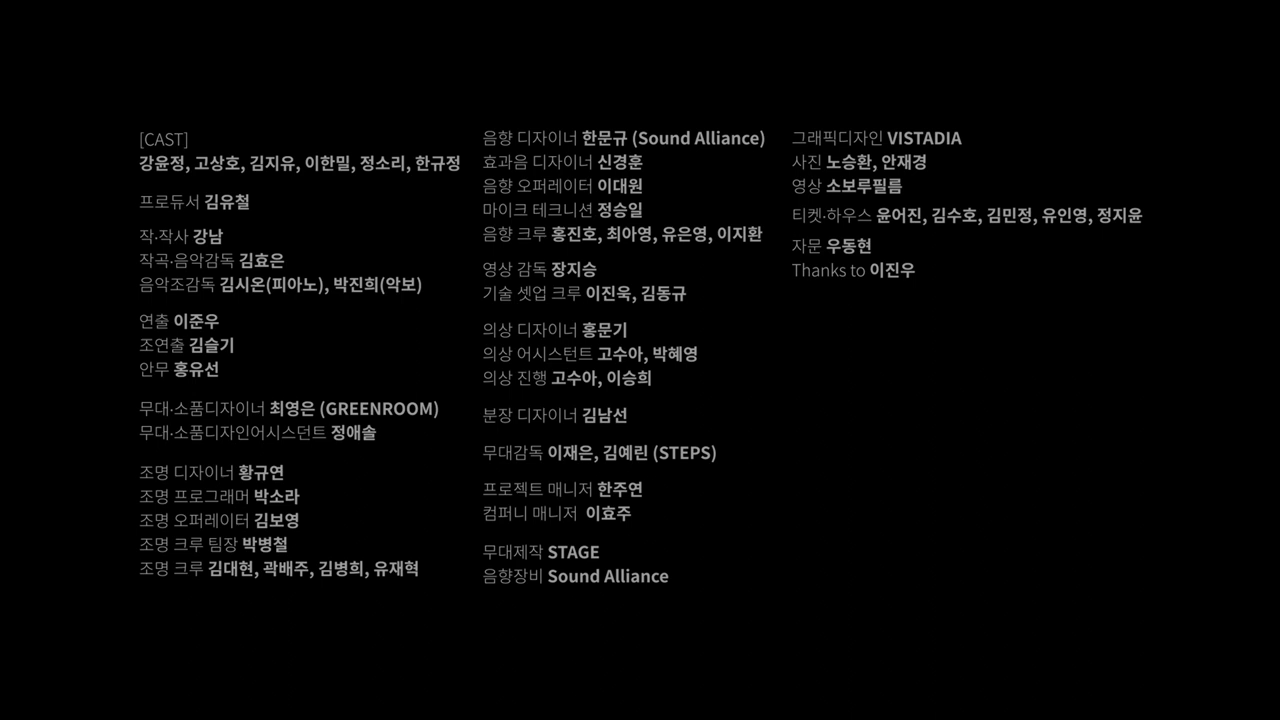 [CAST]
강윤정, 고상호, 김지유, 이한밀, 정소리, 한규정
프로듀서 김유철
작·작사 강남
작곡·음악감독 김효은
음악조감독 김시온(피아노), 박진희(악보)
연출 이준우
조연출 김슬기
안무 홍유선
무대·소품디자이너 최영은 (GREENROOM)
무대·소품디자인어시스던트 정애솔
조명 디자이너 황규연
조명 프로그래머 박소라
조명 오퍼레이터 김보영
조명 크루 팀장 박병철
조명 크루 김대현, 곽배주, 김병희, 유재혁
음향 디자이너 한문규 (Sound Alliance)
효과음 디자이너 신경훈
음향 오퍼레이터 이대원
마이크 테크니션 정승일
음향 크루 홍진호, 최아영, 유은영, 이지환
영상 감독 장지승
기술 셋업 크루 이진욱, 김동규
의상 디자이너 홍문기
의상 어시스턴트 고수아, 박혜영
의상 진행 고수아, 이승희
분장 디자이너 김남선
무대감독 이재은, 김예린 (STEPS)
프로젝트 매니저 한주연
컴퍼니 매니저 이효주
무대제작 STAGE
음향장비 Sound Alliance
그래픽디자인 VISTADIA
사진 노승환, 안재경
영상 소보루필름
티켓·하우스 윤어진, 김수호, 김민정, 유인영, 정지윤
자문 우동현
Thanks to 이진우